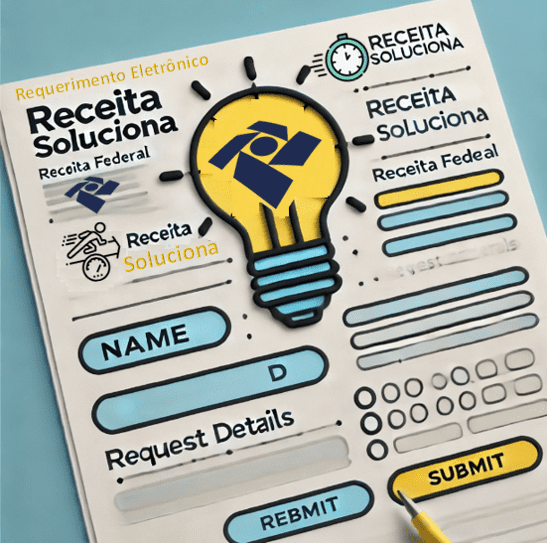 Requerimento Eletrônico
Receita
Soluciona
Receita Federal
Receita
Soluciona
RECEITA
SOLUCIONA
RECEITA
SoLUCIONA
Receita Fedeal
NAME
D
Request Details
REBMIT
SUBMIT